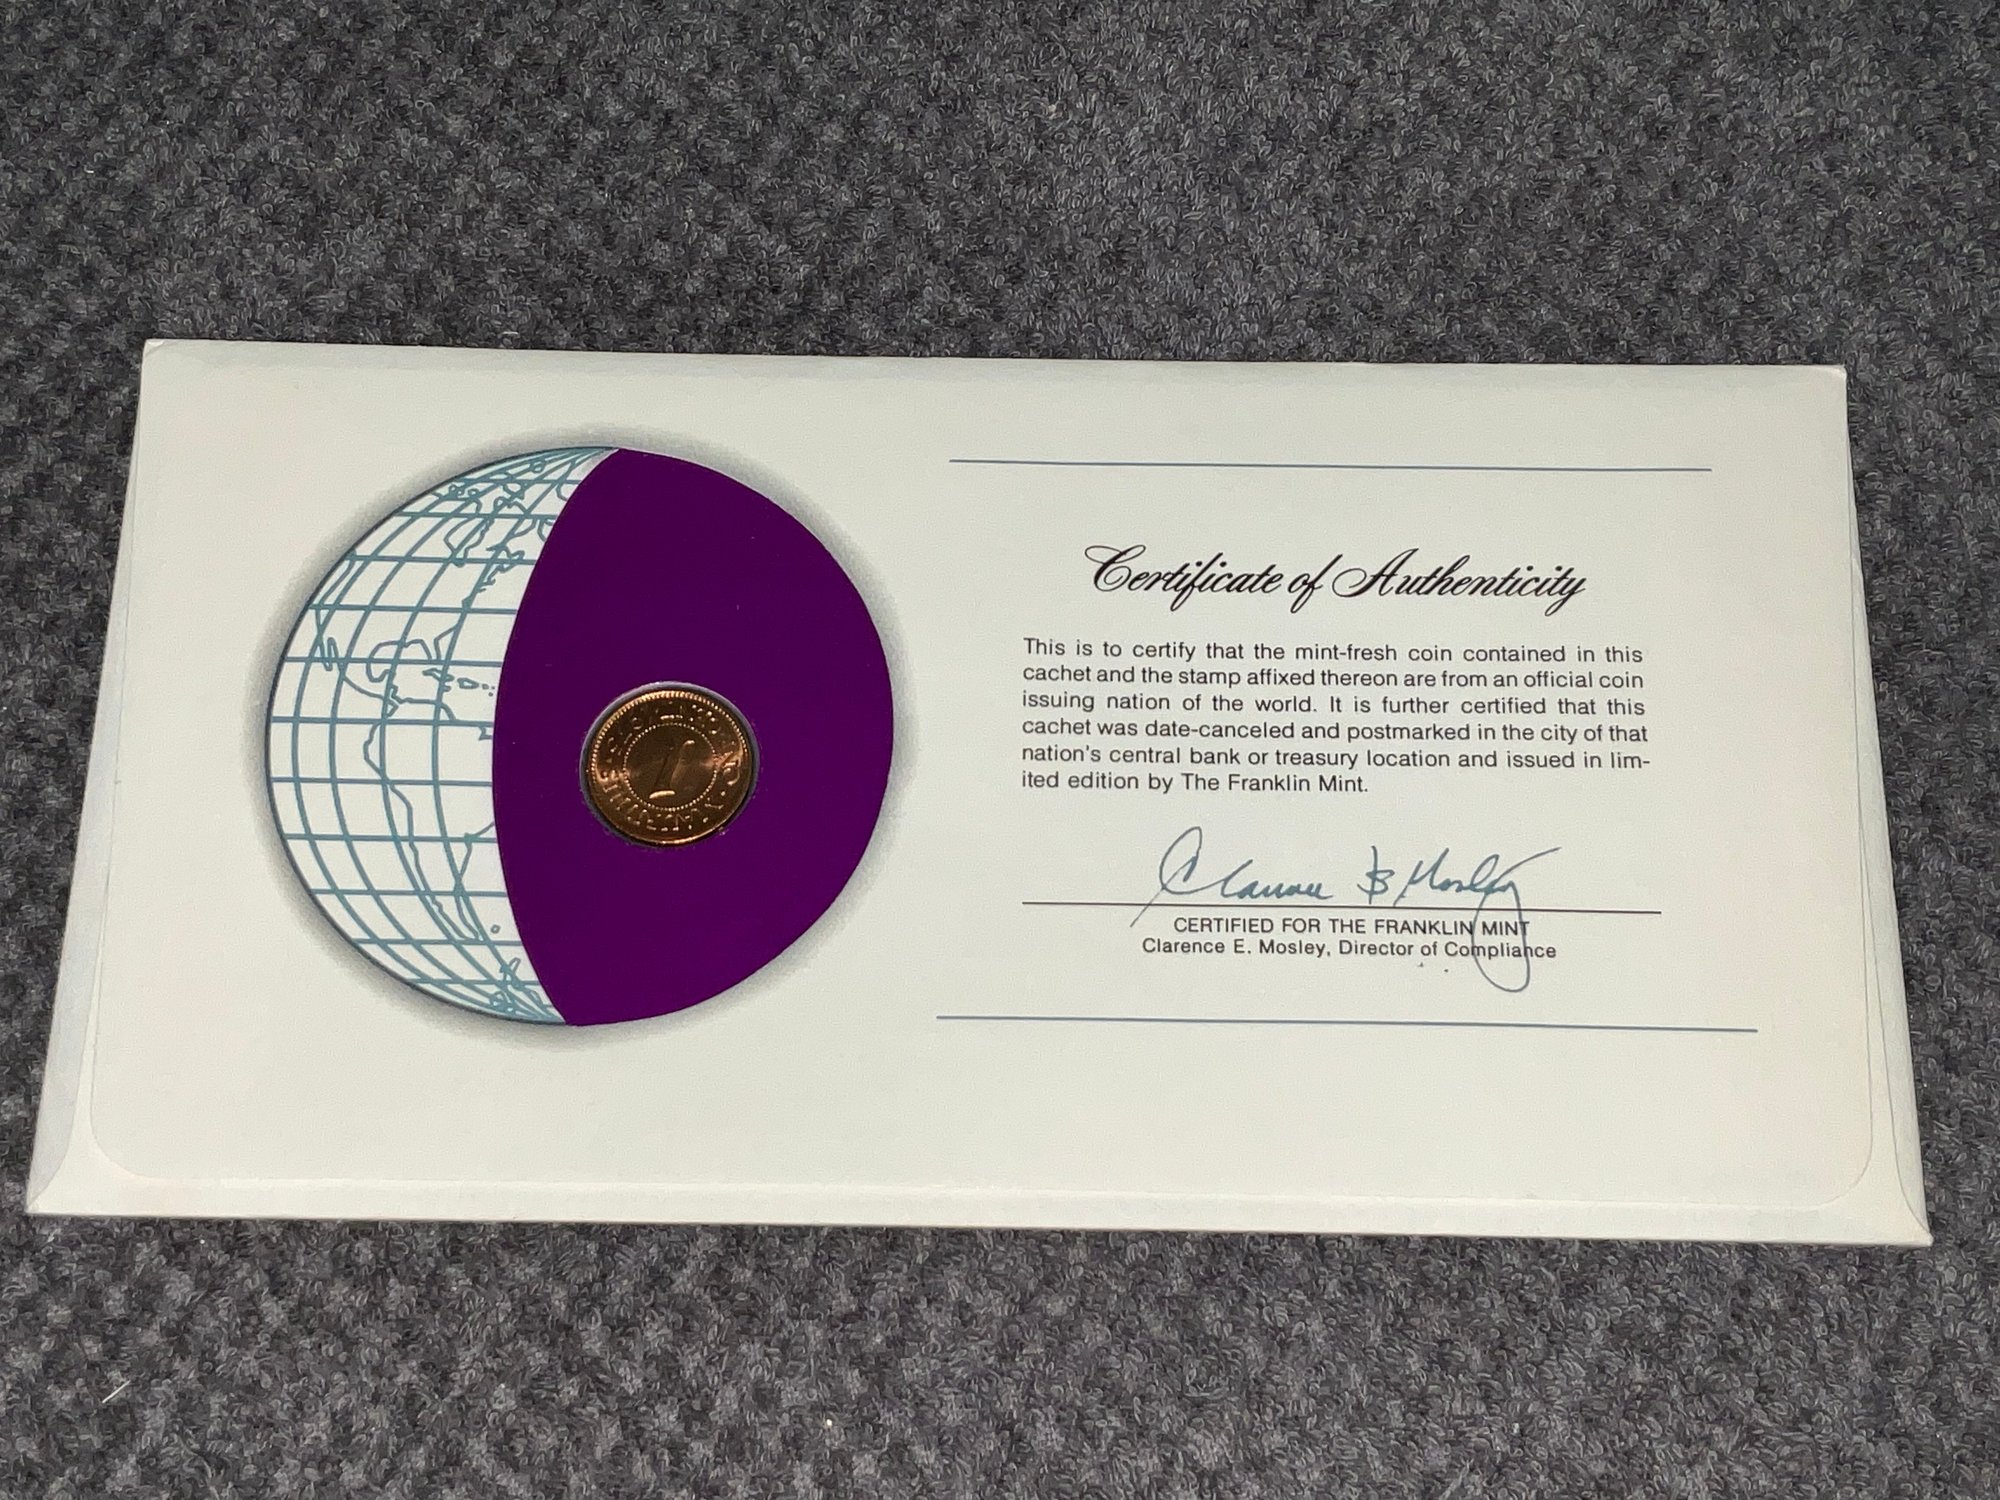 Certificate of Authenticity
This is to certify that the mint-fresh coin contained in this
cachet and the stamp affixed thereon are from an official coin
issuing nation of the world. It is further certified that this
cachet was date-canceled and postmarked in the city of that
nation's central bank or treasury location and issued in lim-
ited edition by The Franklin Mint.
CERTIFIED FOR THE FRANKLIN MINT
Clarence E. Mosley, Director of Compliance
1